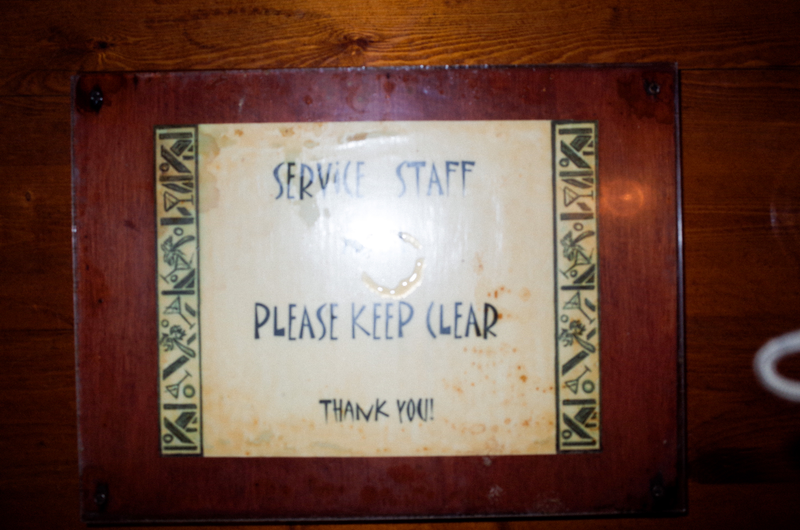 SERVICE STAFF
PLEASE KEEP CLEAR
THANK YOU!